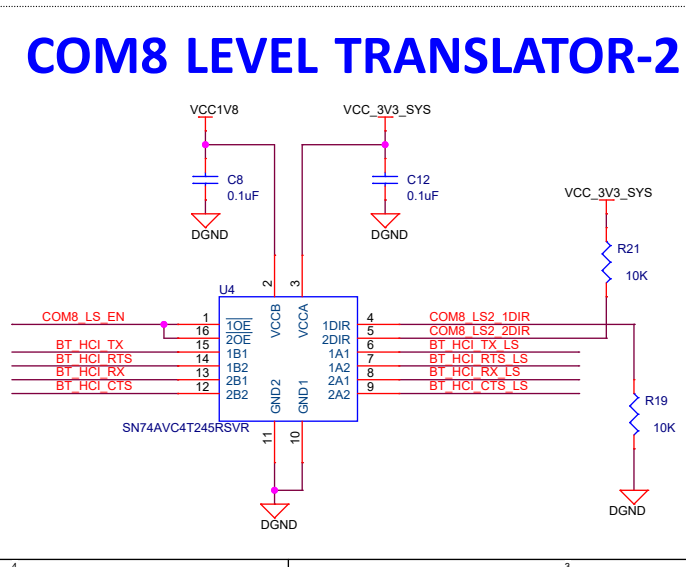 COM8 LEVEL TRANSLATOR-2
VCC1V8
VCC_3V3_SYS
C8
0.1uF
C12
0.1uF
VCC_3V3_SYS
DGND
DGND
R21
10K
U4
2
3
COM8_LS_EN
1
1OE
VCCB
VCCA
1DIR
4
COM8_LS2_1DIR
16
2OE
2DIR
5
COM8_LS2_2DIR
BT_HCI_TX
15
1B1
1A1
6
BT_HCI_TX_LS
BT_HCI_RTS
14
1B2
1A2
7
BT_HCI_RTS_LS
BT_HCI_RX
13
2B1
2A1
8
BT_HCI_RX_LS
BT_HCI_CTS
12
2B2
2A2
9
BT_HCI_CTS_LS
GND2
GND1
R19
10K
SN74AVC4T245RSVR
11
10
DGND
DGND